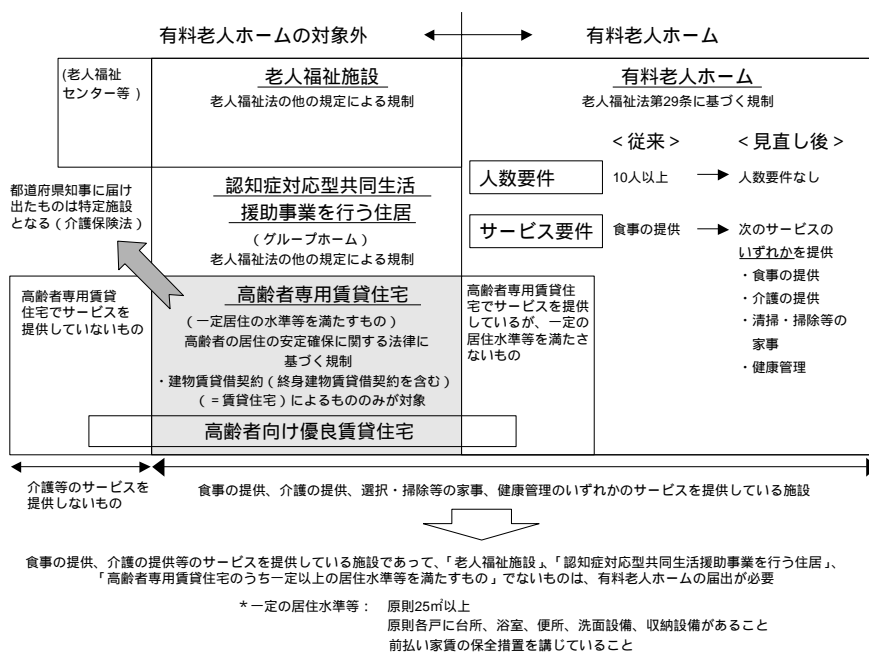 有料老人ホームの対象外
有料老人ホーム
(老人福祉
センター等)
老人福祉施設
老人福祉法の他の規定による規制
有料老人ホーム
老人福祉法第29条に基づく規制
<従来>
<見直し後>
人数要件
10人以上
人数要件なし
都道府県知事に届け
出たものは特定施設
となる(介護保険法)
認知症対応型共同生活
援助事業を行う住居
(グループホーム)
老人福祉法の他の規定による規制
サービス要件
食事の提供
次のサービスの
いずれかを提供
・食事の提供
・介護の提供
・清掃・掃除等の
家事
・健康管理
高齢者専用賃貸
住宅でサービスを
提供していないもの
高齢者専用賃貸住宅
(一定居住の水準等を満たすもの)
高齢者の居住の安定確保に関する法律に
基づく規制
・建物賃貸借契約(終身建物賃貸借契約を含む)
(=賃貸住宅)によるもののみが対象
高齢者専用賃貸住
宅でサービスを提供
しているが、一定の
居住水準等を満たさ
ないもの
高齢者向け優良賃貸住宅
介護等のサービスを
提供しないもの
食事の提供、介護の提供、選択・掃除等の家事、健康管理のいずれかのサービスを提供している施設
食事の提供、介護の提供等のサービスを提供している施設であって、「老人福祉施設」、「認知症対応型共同生活援助事業を行う住居」、
「高齢者専用賃貸住宅のうち一定以上の居住水準等を満たすもの」でないものは、有料老人ホームの届出が必要
*一定の居住水準等: 原則25㎡以上
原則各戸に台所、浴室、便所、洗面設備、収納設備があること
前払い家賃の保全措置を講じていること